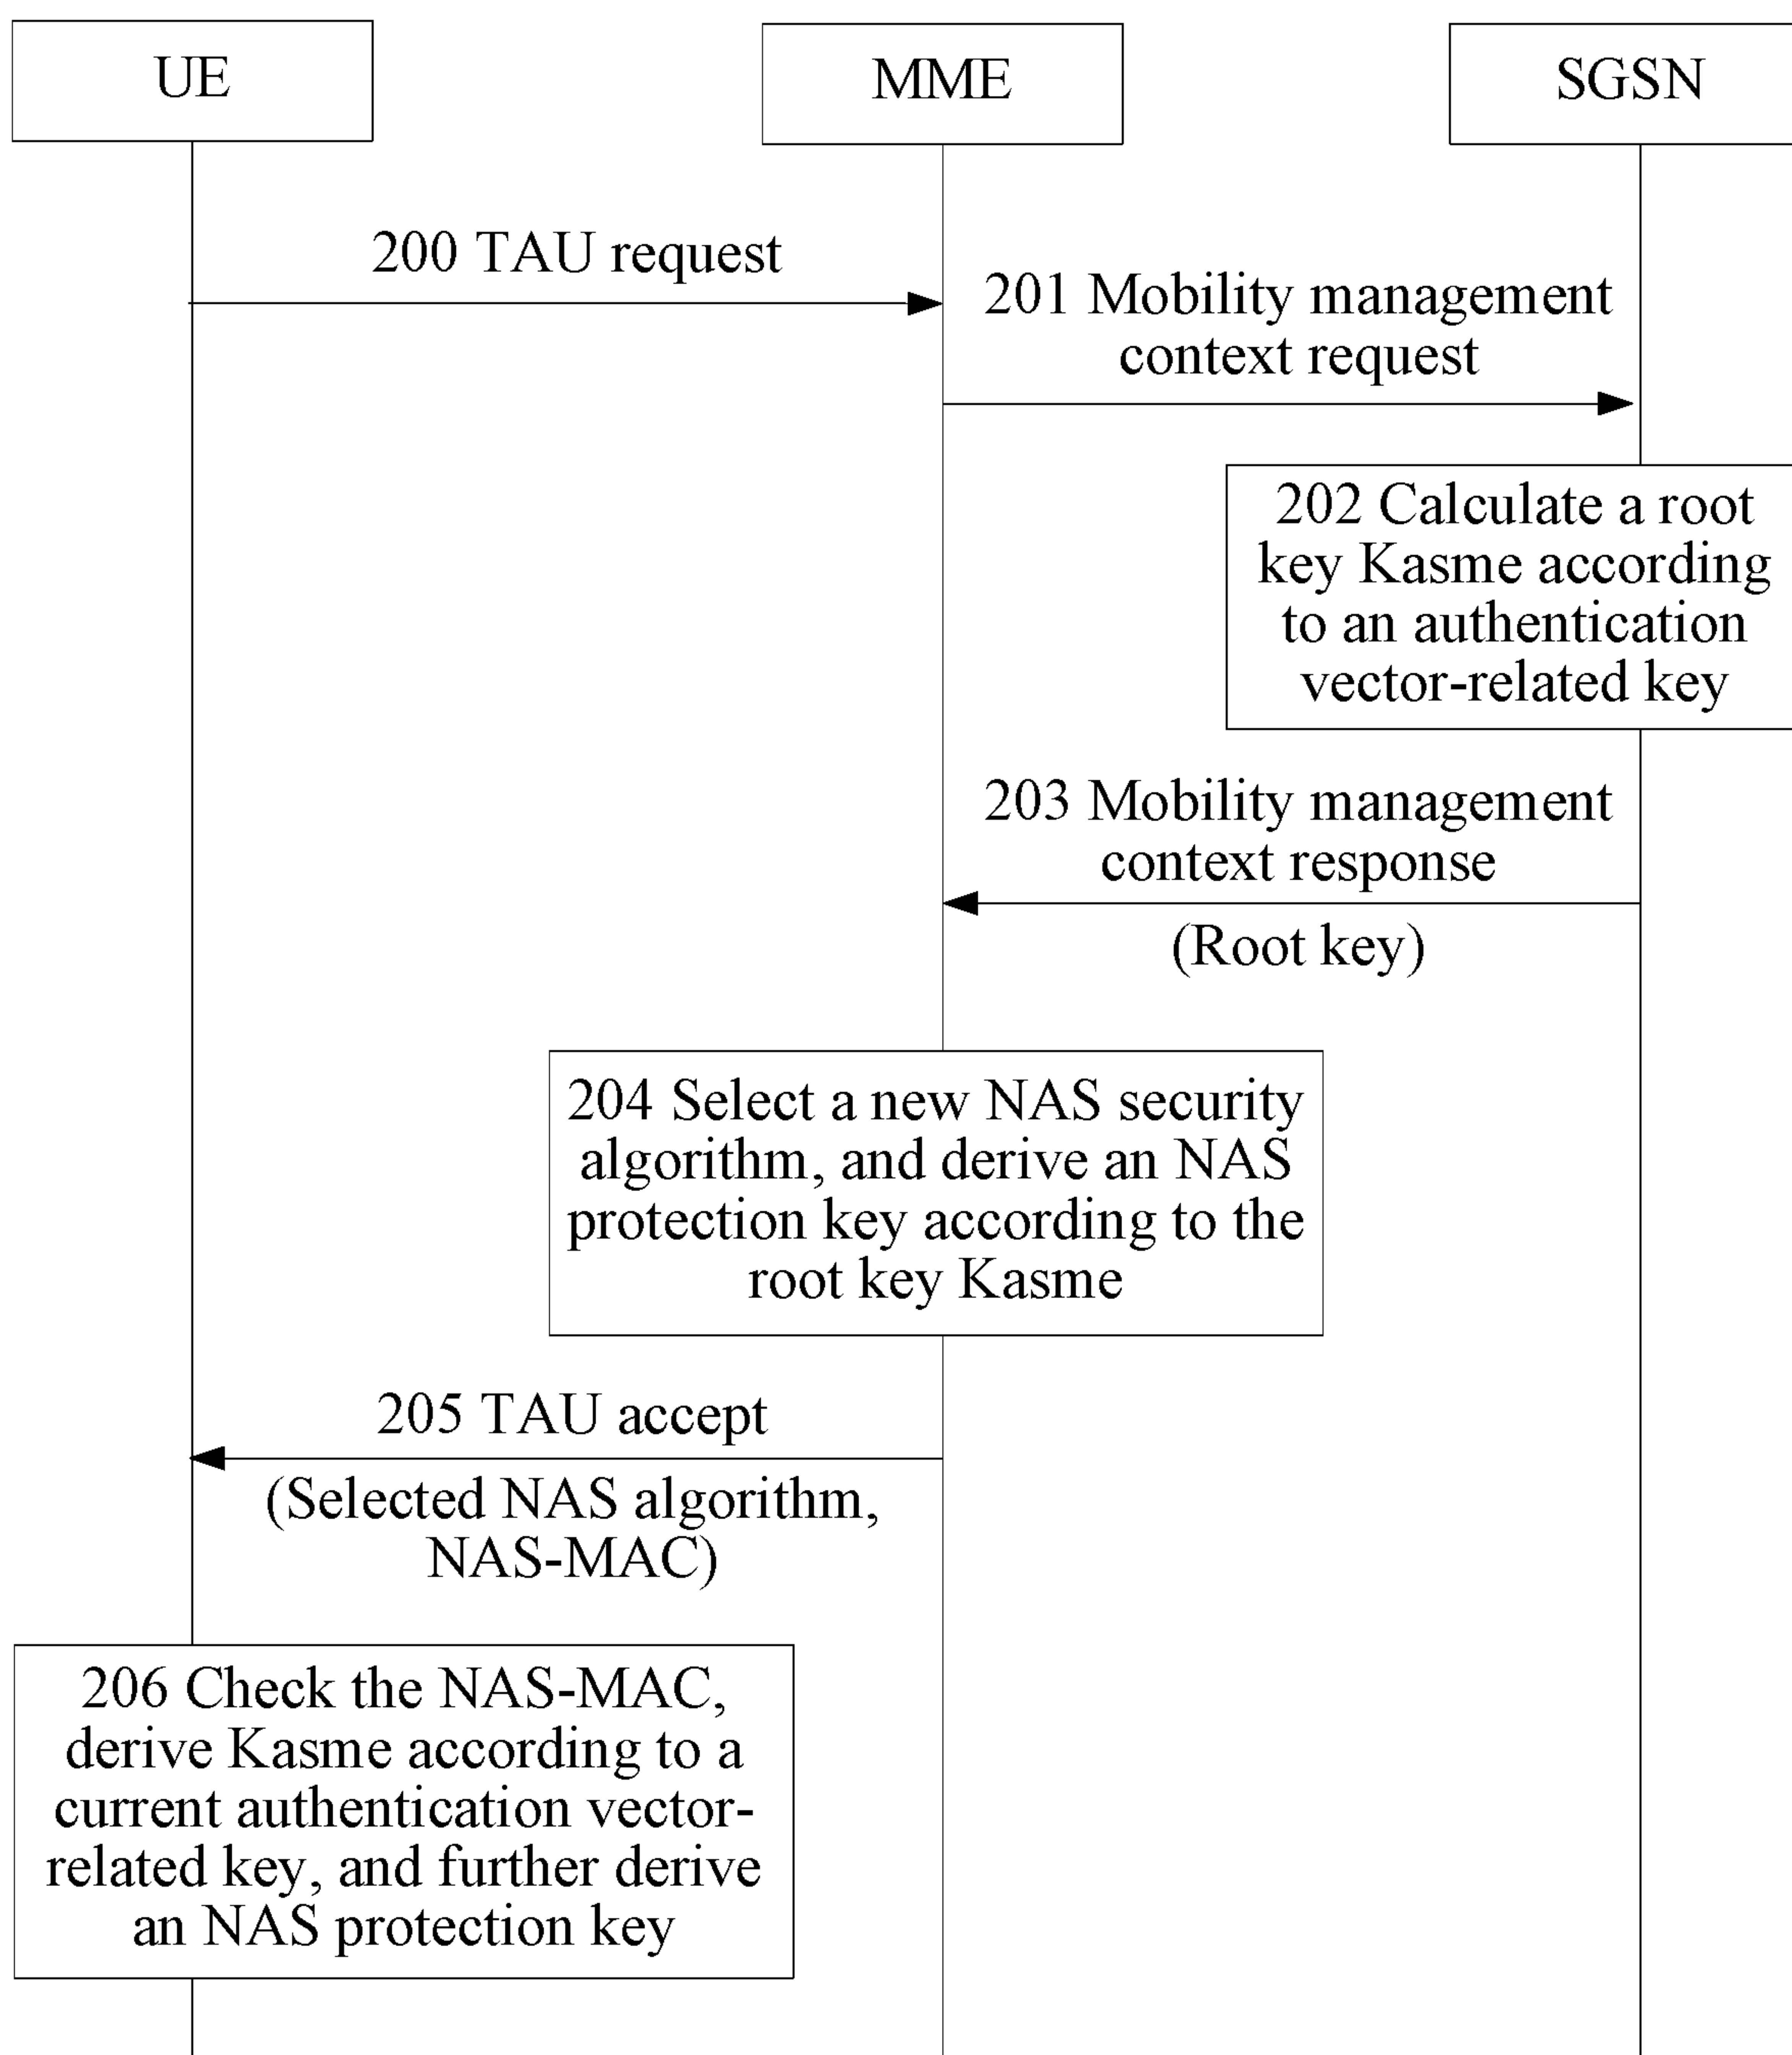 UE
MME
SGSN
200 TAU request
201 Mobility management
context request
202 Calculate a root
key Kasme according
to an authentication
vector-related key
203 Mobility management
context response
(Root key)
204 Select a new NAS security
algorithm, and derive an NAS
protection key according to the
root key Kasme
205 TAU accept
(Selected NAS algorithm,
NAS-MAC)
206 Check the NAS-MAC,
derive Kasme according to a
current authentication vector-
related key, and further derive
an NAS protection key